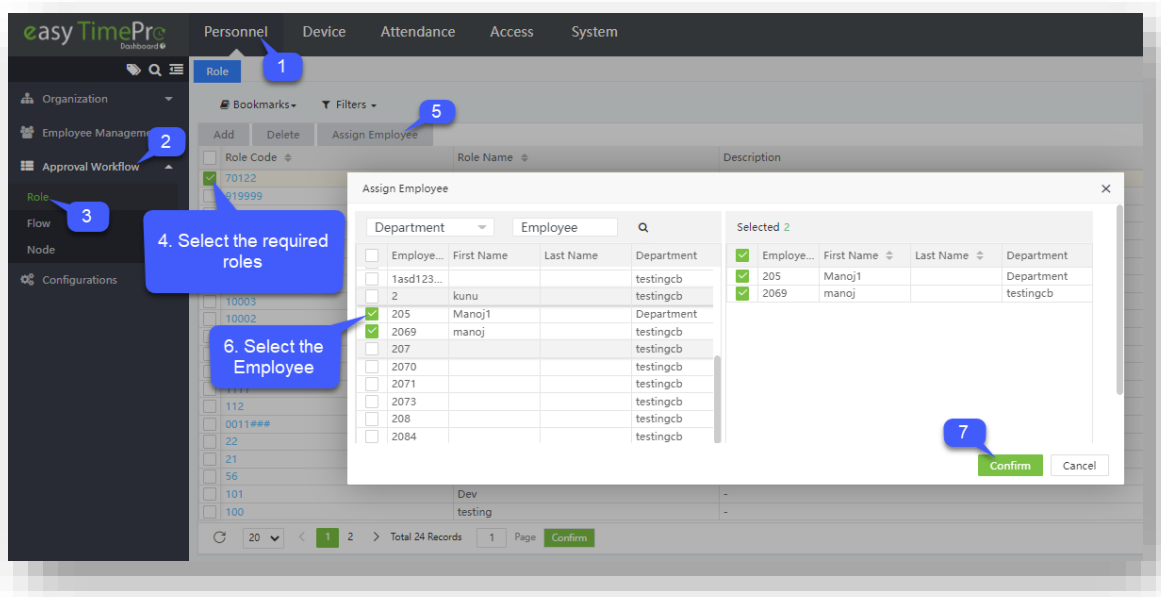 easy TimePro
Dashboard
Personnel Device Attendance Access System
1
Role
Organization
Bookmarks Filters
5
Employee Managem
2
Add Delete Assign Employee
Approval Workflow
Role Code Role Name Description
70122
Role
919999
3
Flow
Node
4. Select the required
roles
Configurations
10003
10002
6. Select the
Employee
1111
112
0011###
22
21
56
101 Dev -
100 testing -
20 1 2 Total 24 Records 1 Page Confirm
Assign Employee
Department Employee
Employe... First Name Last Name Department
1asd123... testingcb
2 kunu testingcb
205 Manoj1 Department
2069 manoj testingcb
207 testingcb
2070 testingcb
2071 testingcb
2073 testingcb
208 testingcb
2084 testingcb
Selected 2
Employe... First Name Last Name Department
205 Manoj1 Department
2069 manoj testingcb
7
Confirm Cancel